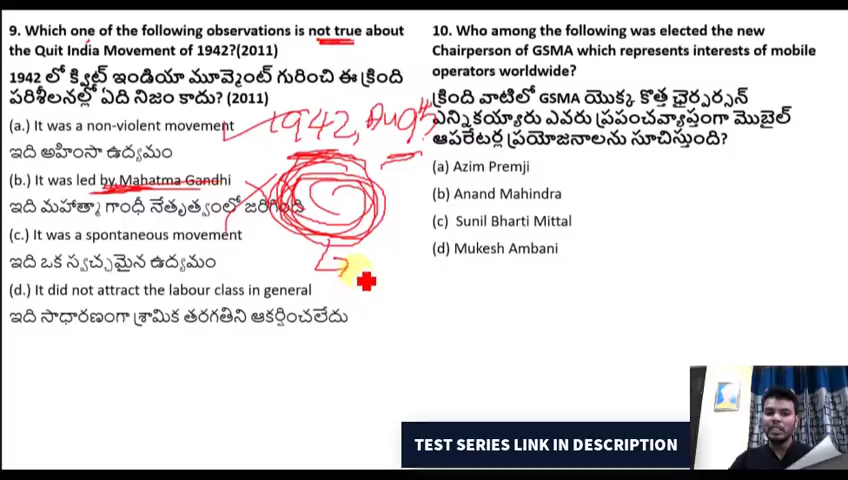 9. Which one of the following observations is not true about
the Quit India Movement of 1942?(2011)
1942 లో క్విట్ ఇండియా మూవ్మెంట్ గురించి ఈ క్రింది
పరిశీలనల్లో ఏది నిజం కాదు? (2011)
(a.) It was a non-violent movement
ఇది అహింసా ఉద్యమం
(b.) It was led by Mahatma Gandhi
ఇది మహాత్మా గాంధీ నేతృత్వంలో జరిగింది
(c.) It was a spontaneous movement
ఇది ఒక స్వచ్ఛమైన ఉద్యమం
(d.) It did not attract the labour class in general
ఇది సాధారణంగా శ్రామిక తరగతిని ఆకర్షించలేదు
1942, Aug 9th
10. Who among the following was elected the new
Chairperson of GSMA which represents interests of mobile
operators worldwide?
క్రింది వాటిలో GSMA యొక్క కొత్త ఛైర్పర్సన్
ఎన్నికయ్యారు ఎవరు ప్రపంచవ్యాప్తంగా మొబైల్
ఆపరేటర్ల ప్రయోజనాలను సూచిస్తుంది?
(a) Azim Premji
(b) Anand Mahindra
(c) Sunil Bharti Mittal
(d) Mukesh Ambani
TEST SERIES LINK IN DESCRIPTION